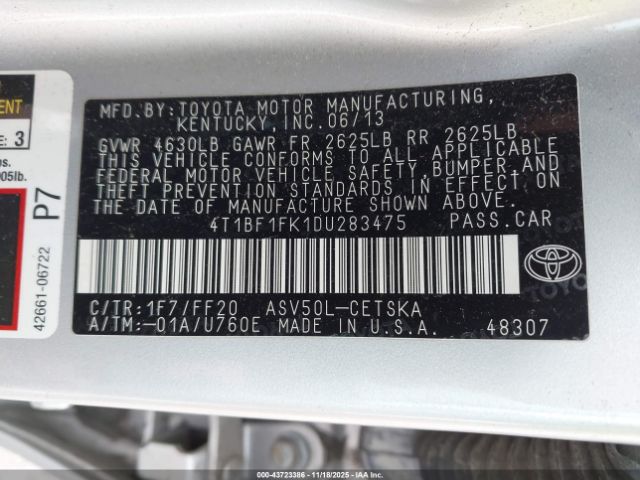 MFD.BY:TOYOTA MOTOR MANUFACTURING,
KENTUCKY,INC.06/13
GVWR 4630LB GAWR FR 2625LB RR 2625LB
THIS VEHICLE CONFORMS TO ALL APPLICABLE
FEDERAL MOTOR VEHICLE SAFETY,BUMPER,AND
THEFT PREVENTION STANDARDS IN EFFECT ON
THE DATE OF MANUFACTURE SHOWN ABOVE.
4T1BF1FK1DU283475 PASS.CAR
C/TR:1F7/FF20 ASV50L-CETSKA
A/TM:-01A/U760E MADE IN U.S.A. 48307
TOYOTA
E: 3
05lb.
P7
42661-06722
000-43723386 | 11/18/2025 - IAA Inc.